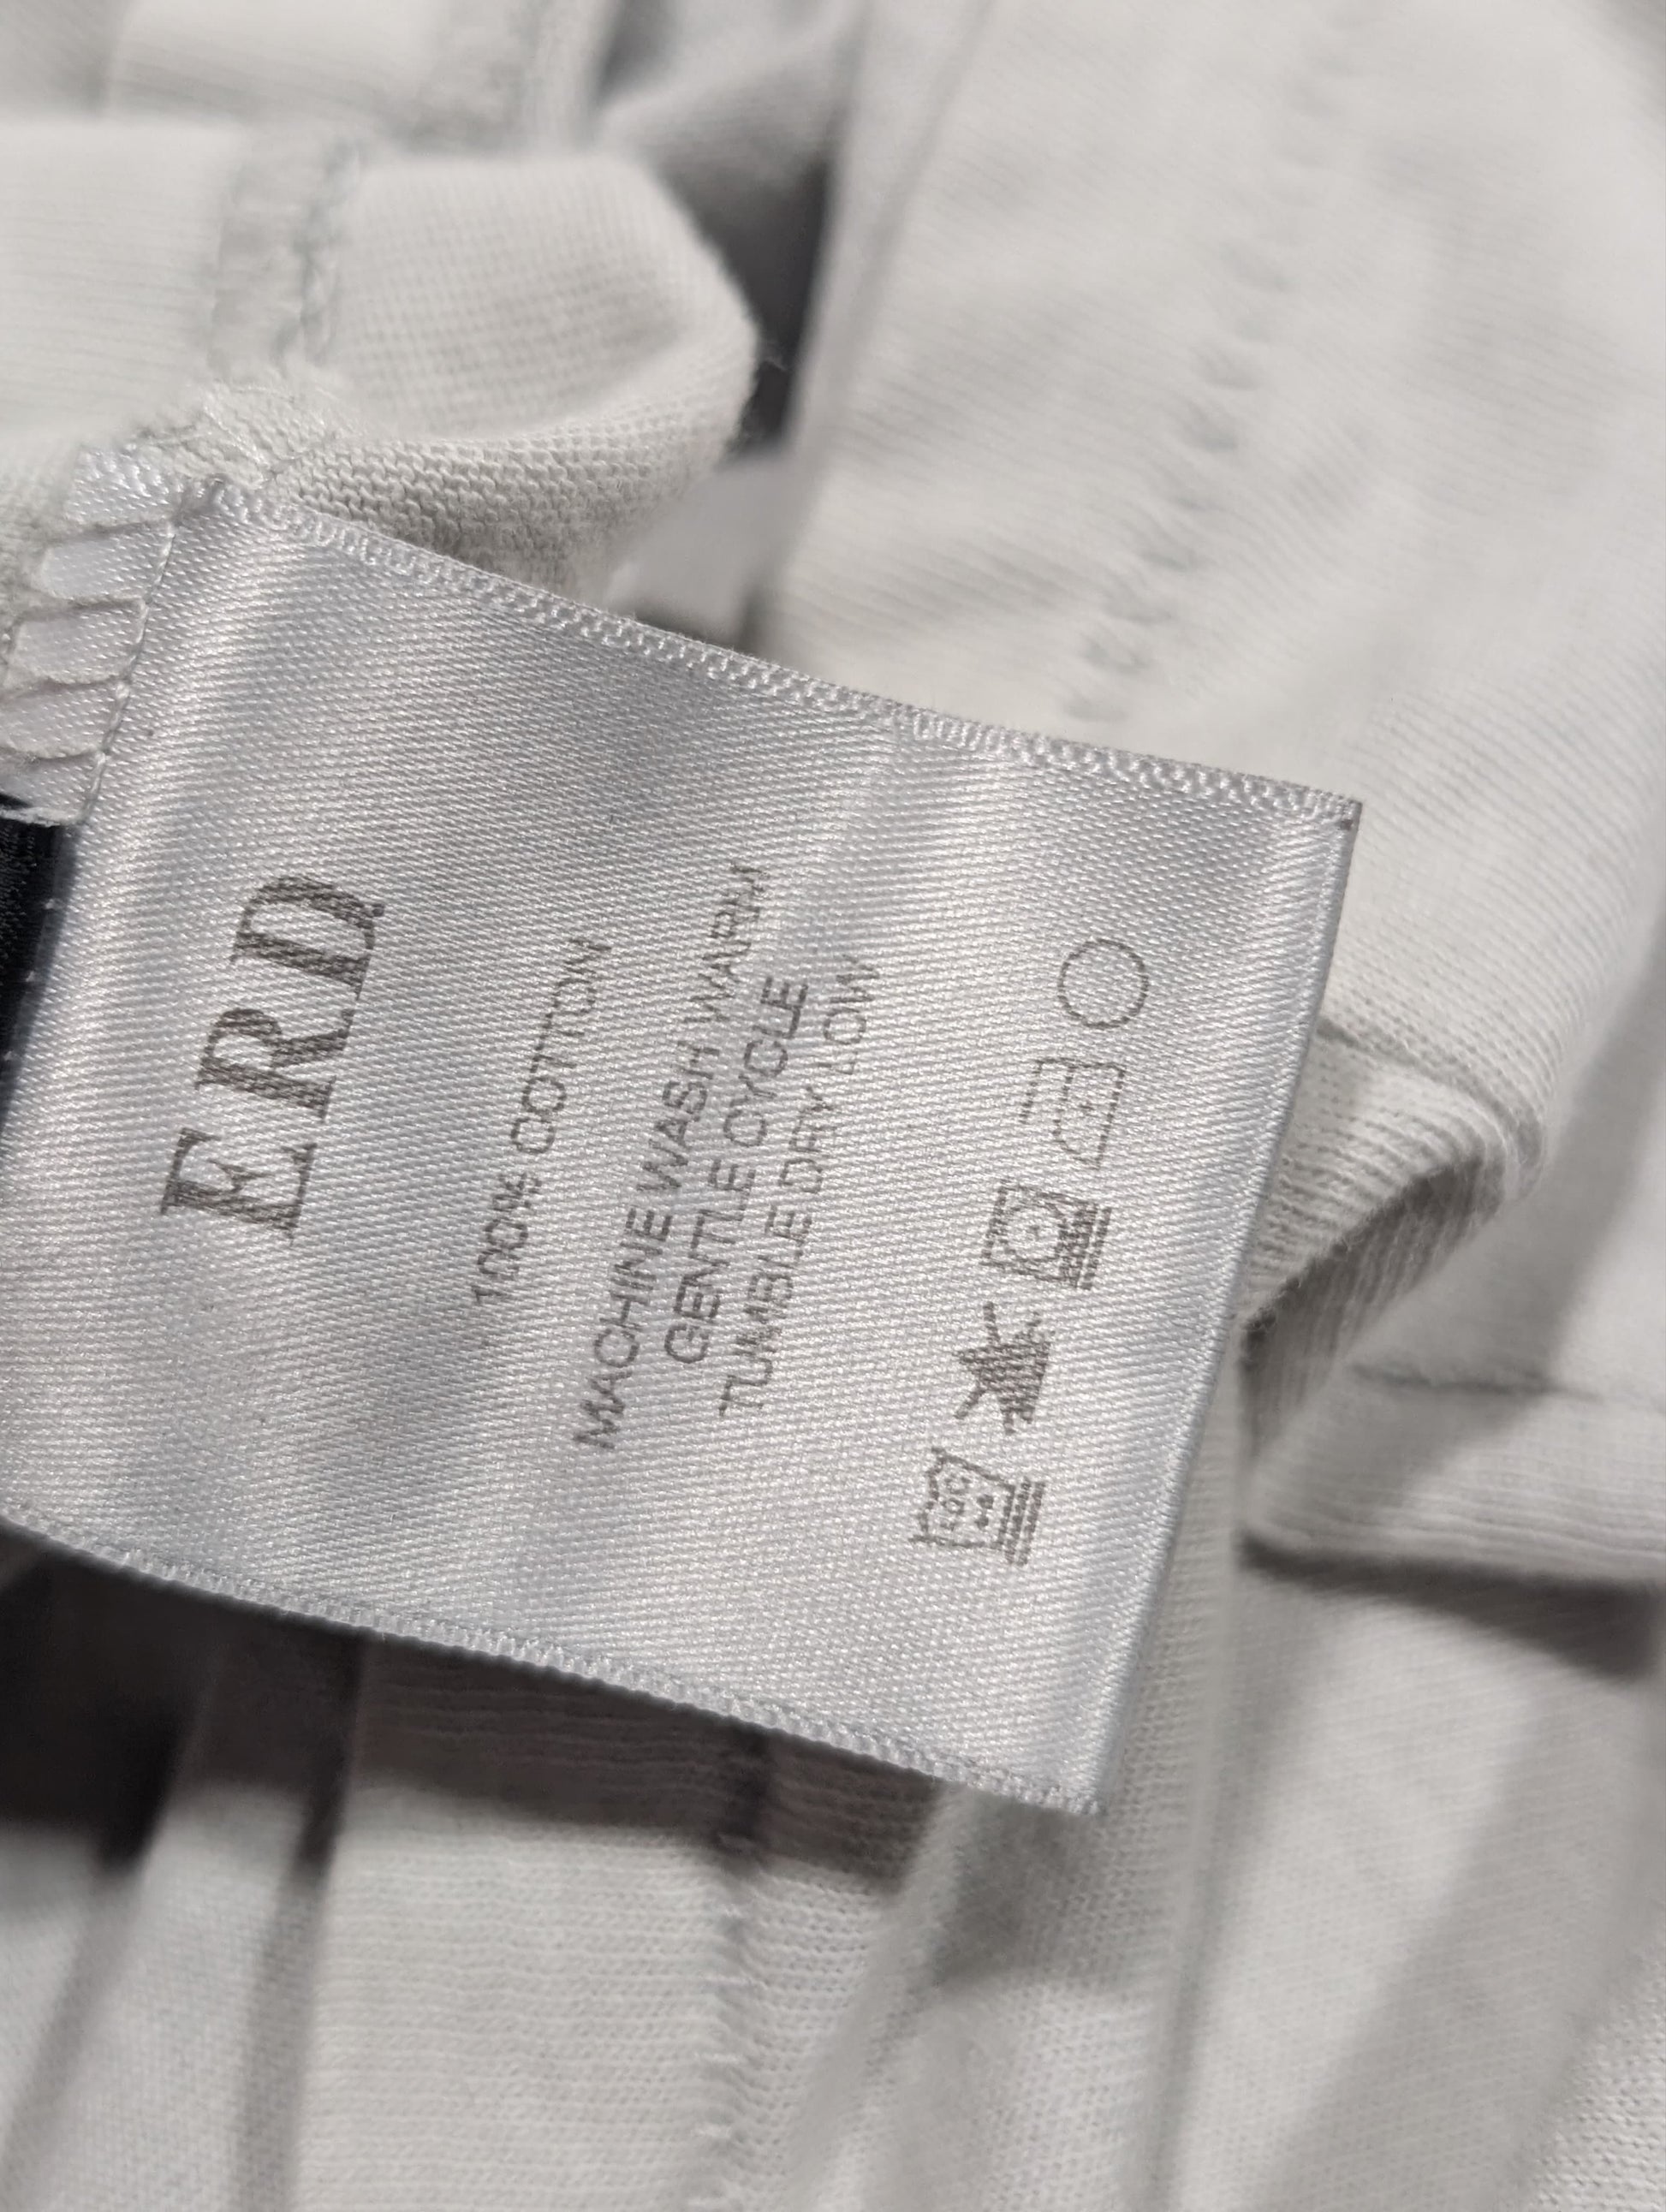 ERD.
100% COTTON
MACHINE WASH WARM
GENTLE CYCLE
TUMBLE DRY LOW